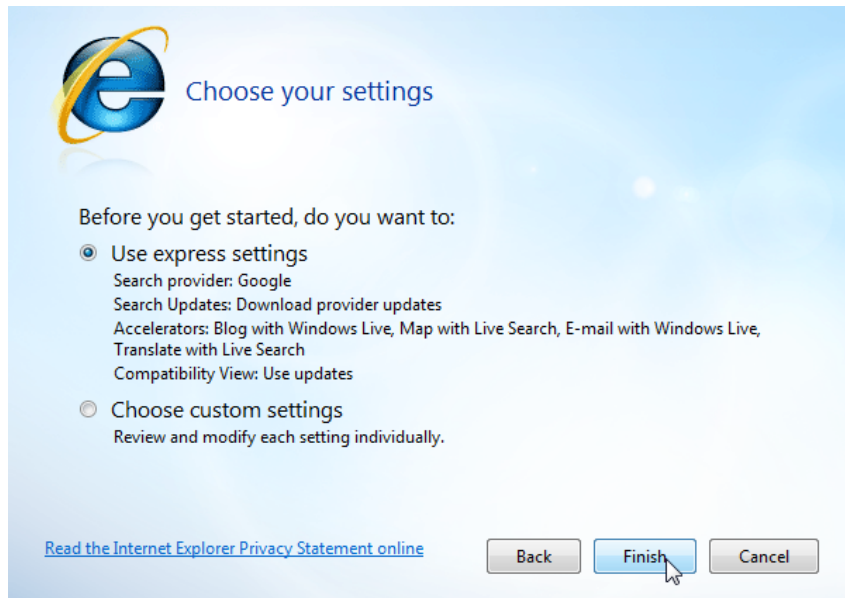 Choose your settings
Before you get started, do you want to:
Use express settings
Search provider: Google
Search Updates: Download provider updates
Accelerators: Blog with Windows Live, Map with Live Search, E-mail with Windows Live,
Translate with Live Search
Compatibility View: Use updates
Choose custom settings
Review and modify each setting individually.
Read the Internet Explorer Privacy Statement online
Back
Finish
Cancel